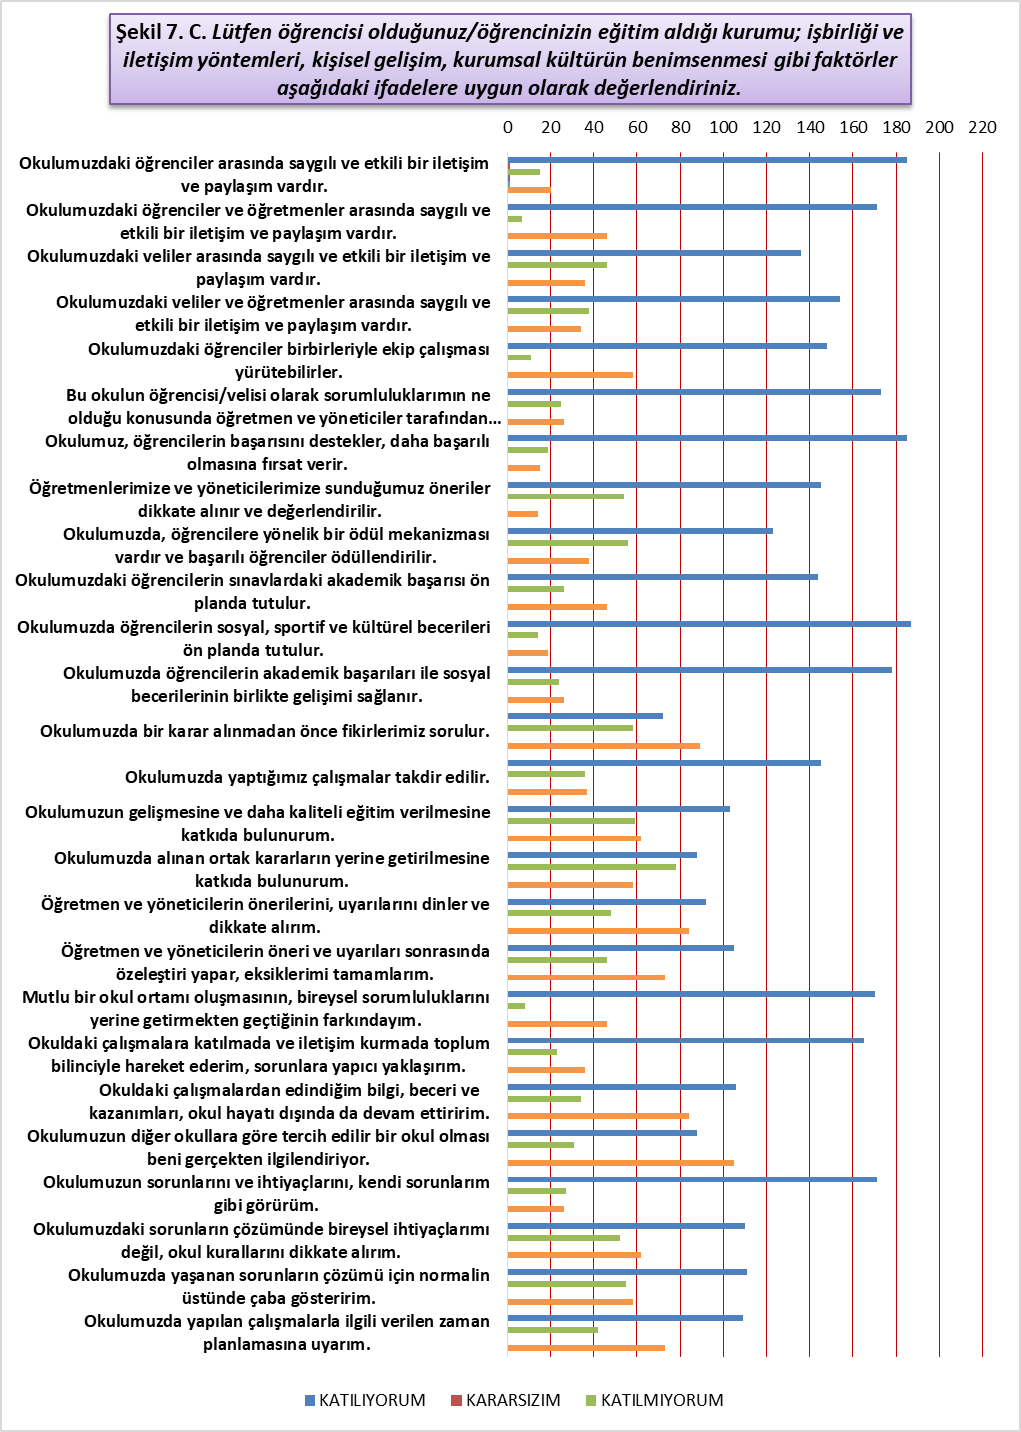 Şekil 7. C. Lütfen öğrencisi olduğunuz/öğrencinizin eğitim aldığı kurumu; işbirliği ve
iletişim yöntemleri, kişisel gelişim, kurumsal kültürün benimsenmesi gibi faktörler
aşağıdaki ifadelere uygun olarak değerlendiriniz.
0 20 40 60 80 100 120 140 160 180 200 220
Okulumuzdaki öğrenciler arasında saygılı ve etkili bir iletişim
ve paylaşım vardır.
Okulumuzdaki öğrenciler ve öğretmenler arasında saygılı ve
etkili bir iletişim ve paylaşım vardır.
Okulumuzdaki veliler arasında saygılı ve etkili bir iletişim ve
paylaşım vardır.
Okulumuzdaki veliler ve öğretmenler arasında saygılı ve
etkili bir iletişim ve paylaşım vardır.
Okulumuzdaki öğrenciler birbirleriyle ekip çalışması
yürütebilirler.
Bu okulun öğrencisi/velisi olarak sorumluluklarımın ne
olduğu konusunda öğretmen ve yöneticiler tarafından...
Okulumuz, öğrencilerin başarısını destekler, daha başarılı
olmasına fırsat verir.
Öğretmenlerimize ve yöneticilerimize sunduğumuz öneriler
dikkate alınır ve değerlendirilir.
Okulumuzda, öğrencilere yönelik bir ödül mekanizması
vardır ve başarılı öğrenciler ödüllendirilir.
Okulumuzdaki öğrencilerin sınavlardaki akademik başarısı ön
planda tutulur.
Okulumuzda öğrencilerin sosyal, sportif ve kültürel becerileri
ön planda tutulur.
Okulumuzda öğrencilerin akademik başarıları ile sosyal
becerilerinin birlikte gelişimi sağlanır.
Okulumuzda bir karar alınmadan önce fikirlerimiz sorulur.
Okulumuzda yaptığımız çalışmalar takdir edilir.
Okulumuzun gelişmesine ve daha kaliteli eğitim verilmesine
katkıda bulunurum.
Okulumuzda alınan ortak kararların yerine getirilmesine
katkıda bulunurum.
Öğretmen ve yöneticilerin önerilerini, uyarılarını dinler ve
dikkate alırım.
Öğretmen ve yöneticilerin öneri ve uyarıları sonrasında
özeleştiri yapar, eksiklerimi tamamlarım.
Mutlu bir okul ortamı oluşmasının, bireysel sorumluluklarını
yerine getirmekten geçtiğinin farkındayım.
Okuldaki çalışmalara katılmada ve iletişim kurmada toplum
bilinciyle hareket ederim, sorunlara yapıcı yaklaşırım.
Okuldaki çalışmalardan edindiğim bilgi, beceri ve
kazanımları, okul hayatı dışında da devam ettiririm.
Okulumuzun diğer okullara göre tercih edilir bir okul olması
beni gerçekten ilgilendiriyor.
Okulumuzun sorunlarını ve ihtiyaçlarını, kendi sorunlarım
gibi görürüm.
Okulumuzdaki sorunların çözümünde bireysel ihtiyaçlarımı
değil, okul kurallarını dikkate alırım.
Okulumuzda yaşanan sorunların çözümü için normalin
üstünde çaba gösteririm.
Okulumuzda yapılan çalışmalarla ilgili verilen zaman
planlamasına uyarım.
KATILIYORUM KARARSIZIM KATILMIYORUM